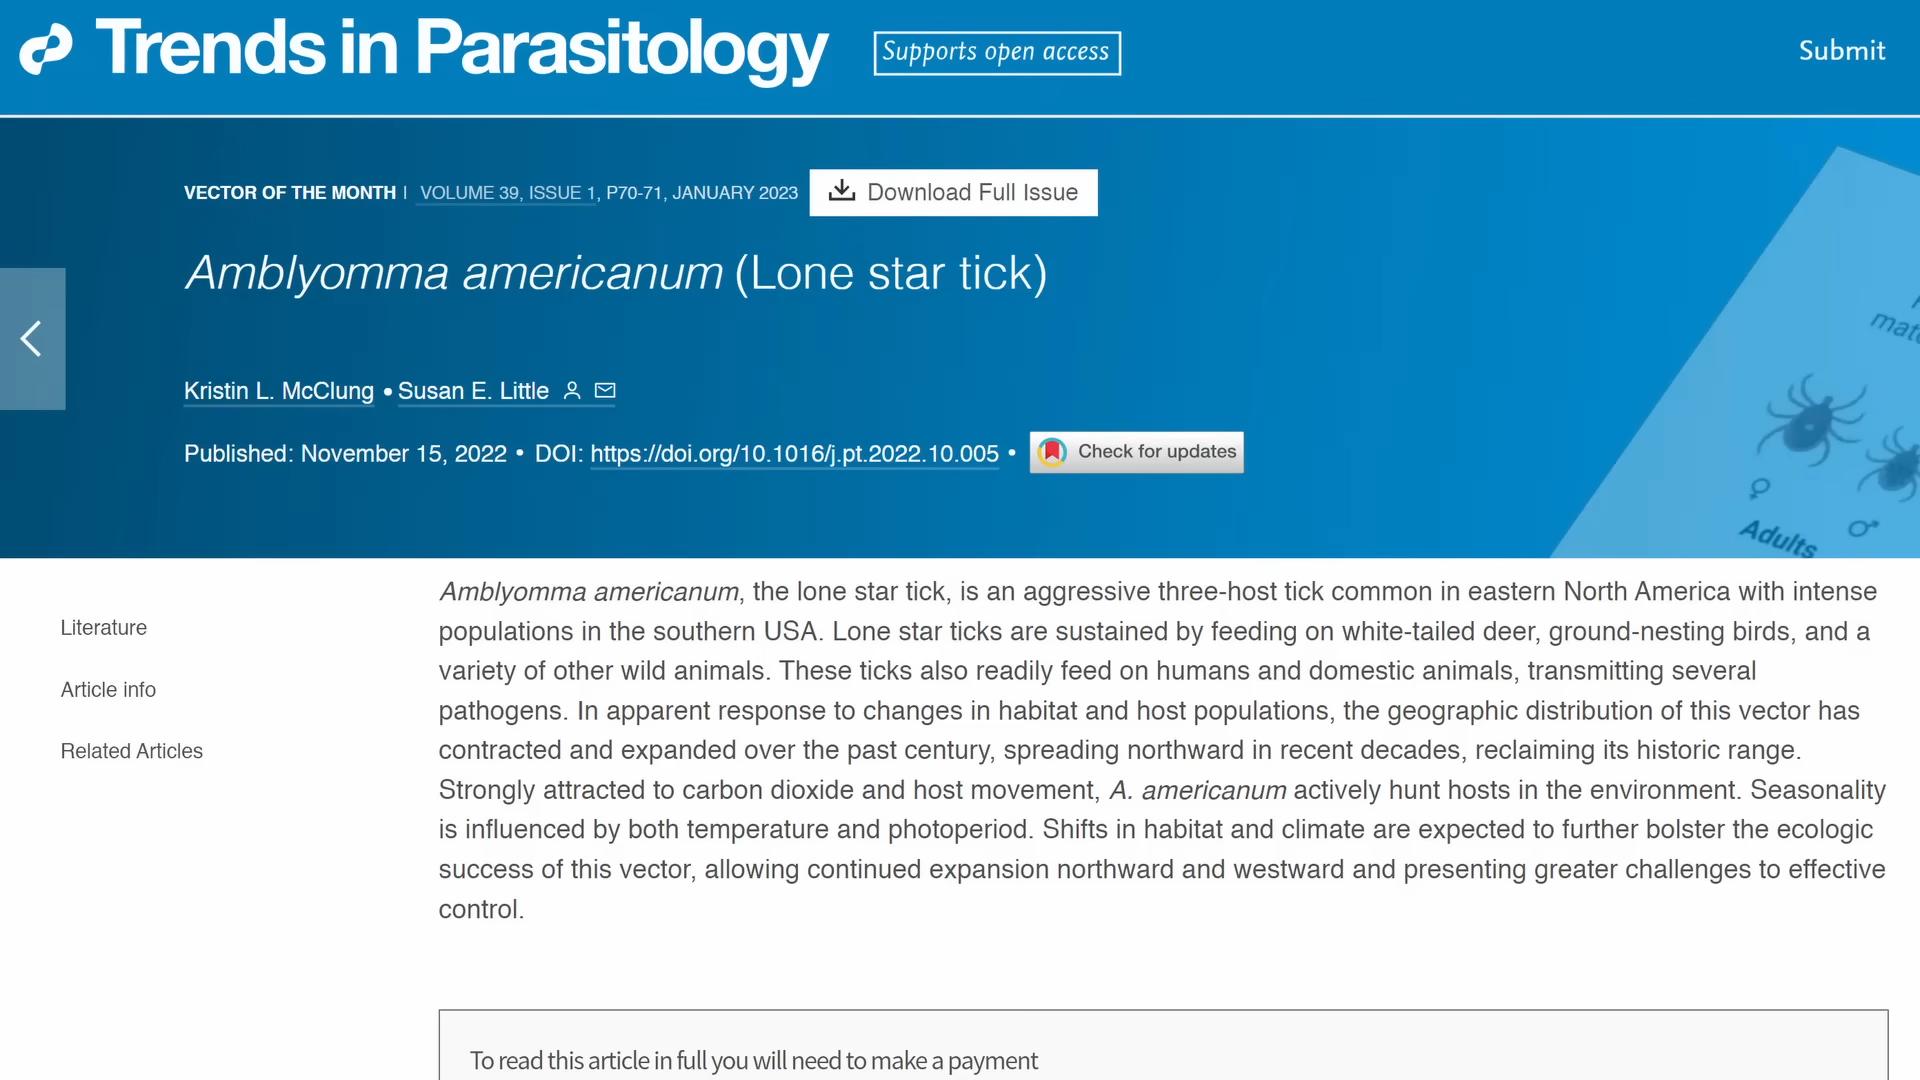 Trends in Parasitology
Supports open access
Submit
VECTOR OF THE MONTH | VOLUME 39, ISSUE 1, P70-71, JANUARY 2023
Download Full Issue
Amblyomma americanum (Lone star tick)
Kristin L. McClung • Susan E. Little
Published: November 15, 2022 • DOI: https://doi.org/10.1016/j.pt.2022.10.005 •
Check for updates
♀
♂
Adults
Literature
Article info
Related Articles
Amblyomma americanum, the lone star tick, is an aggressive three-host tick common in eastern North America with intense
populations in the southern USA. Lone star ticks are sustained by feeding on white-tailed deer, ground-nesting birds, and a
variety of other wild animals. These ticks also readily feed on humans and domestic animals, transmitting several
pathogens. In apparent response to changes in habitat and host populations, the geographic distribution of this vector has
contracted and expanded over the past century, spreading northward in recent decades, reclaiming its historic range.
Strongly attracted to carbon dioxide and host movement, A. americanum actively hunt hosts in the environment. Seasonality
is influenced by both temperature and photoperiod. Shifts in habitat and climate are expected to further bolster the ecologic
success of this vector, allowing continued expansion northward and westward and presenting greater challenges to effective
control.
To read this article in full you will need to make a payment